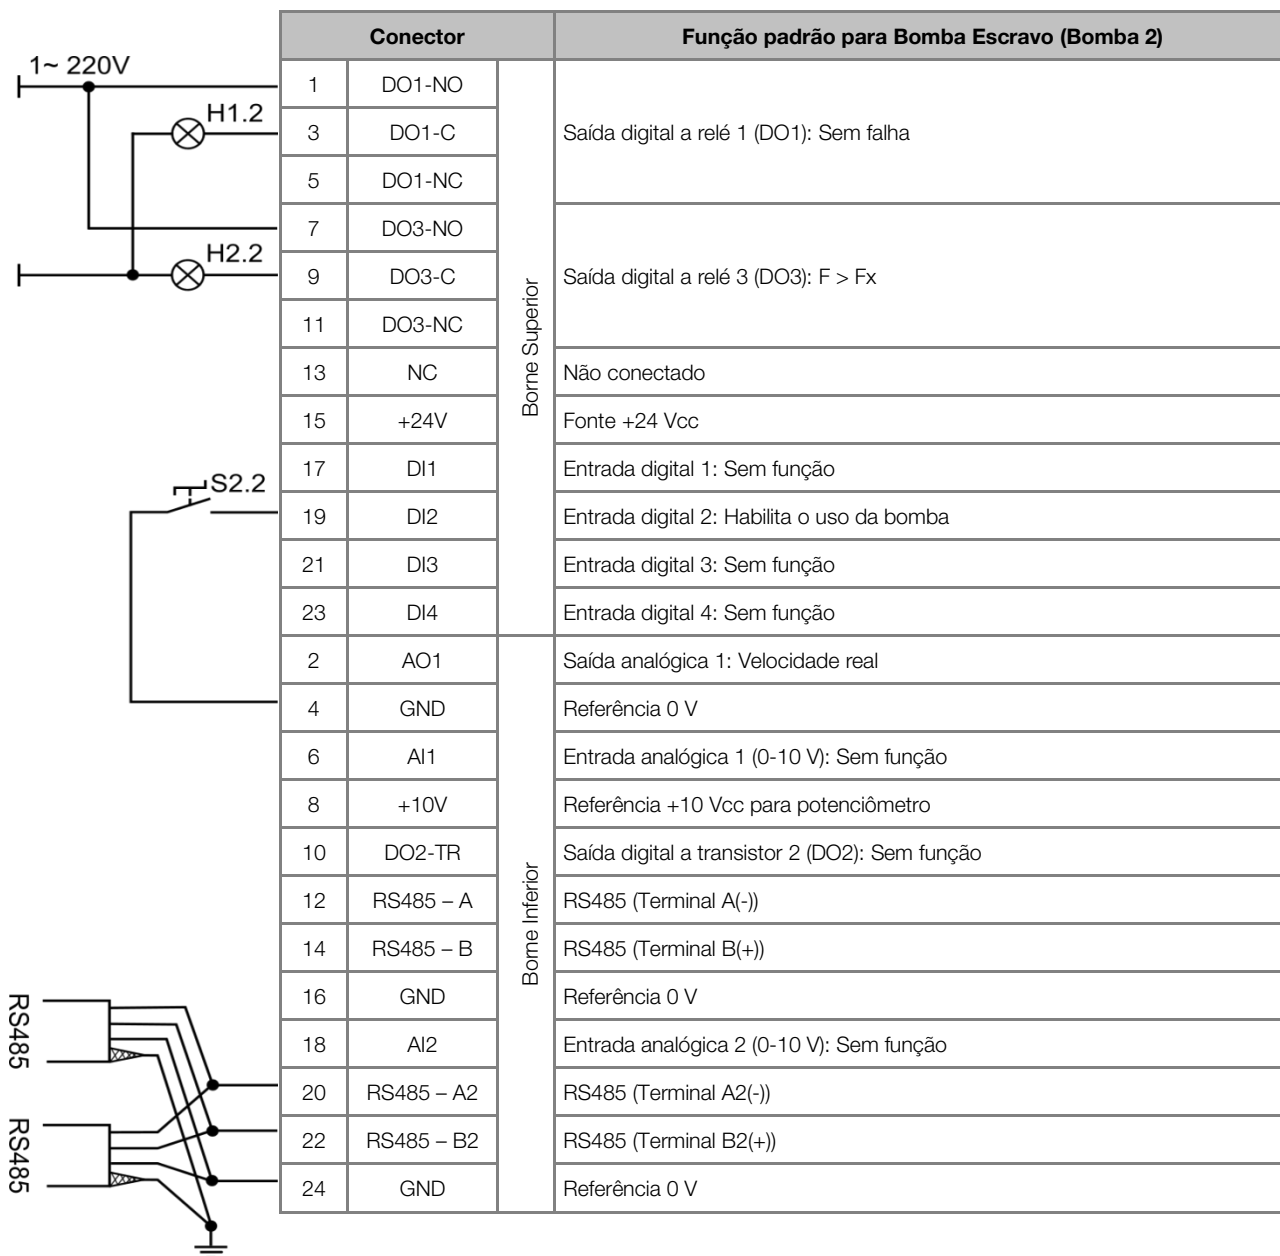 Conector Função padrão para Bomba Escravo (Bomba 2)
1~ 220V
1 DO1-NO
H1.2
3 DO1-C Saída digital a relé 1 (DO1): Sem falha
5 DO1-NC
7 DO3-NO
H2.2
9 DO3-C Saída digital a relé 3 (DO3): F > Fx
11 DO3-NC
Borne Superior
13 NC Não conectado
15 +24V Fonte +24 Vcc
17 DI1 Entrada digital 1: Sem função
S2.2
19 DI2 Entrada digital 2: Habilita o uso da bomba
21 DI3 Entrada digital 3: Sem função
23 DI4 Entrada digital 4: Sem função
2 AO1 Saída analógica 1: Velocidade real
4 GND Referência 0 V
6 AI1 Entrada analógica 1 (0-10 V): Sem função
8 +10V Referência +10 Vcc para potenciômetro
10 DO2-TR Saída digital a transistor 2 (DO2): Sem função
Borne Inferior
12 RS485 – A RS485 (Terminal A(-))
14 RS485 – B RS485 (Terminal B(+))
16 GND Referência 0 V
RS485
18 AI2 Entrada analógica 2 (0-10 V): Sem função
20 RS485 – A2 RS485 (Terminal A2(-))
22 RS485 – B2 RS485 (Terminal B2(+))
RS485
24 GND Referência 0 V